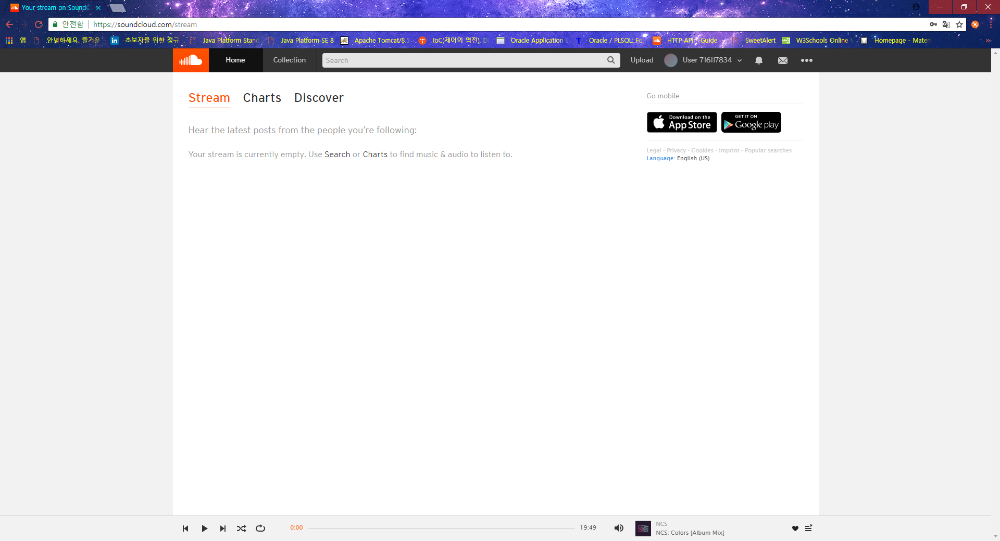 Your stream on SoundC
안전함 https://soundcloud.com/stream
앱 안녕하세요. 즐거운 초보자를 위한 정규 Java Platform Stand Java Platform SE 8 Apache Tomcat/8.5 IoC(제어의 역전), D Oracle Application Oracle / PLSQL: HTTP API - Guide SweetAlert W3Schools Online Homepage - Mater
Home Collection Search Upload User 716117834
Stream Charts Discover
Hear the latest posts from the people you're following:
Your stream is currently empty. Use Search or Charts to find music & audio to listen to.
Go mobile
Download on the App Store
GET IT ON Google play
Legal - Privacy - Cookies - Imprint - Popular searches
Language: English (US)
0:00 19:49
NCS
NCS: Colors [Album Mix]